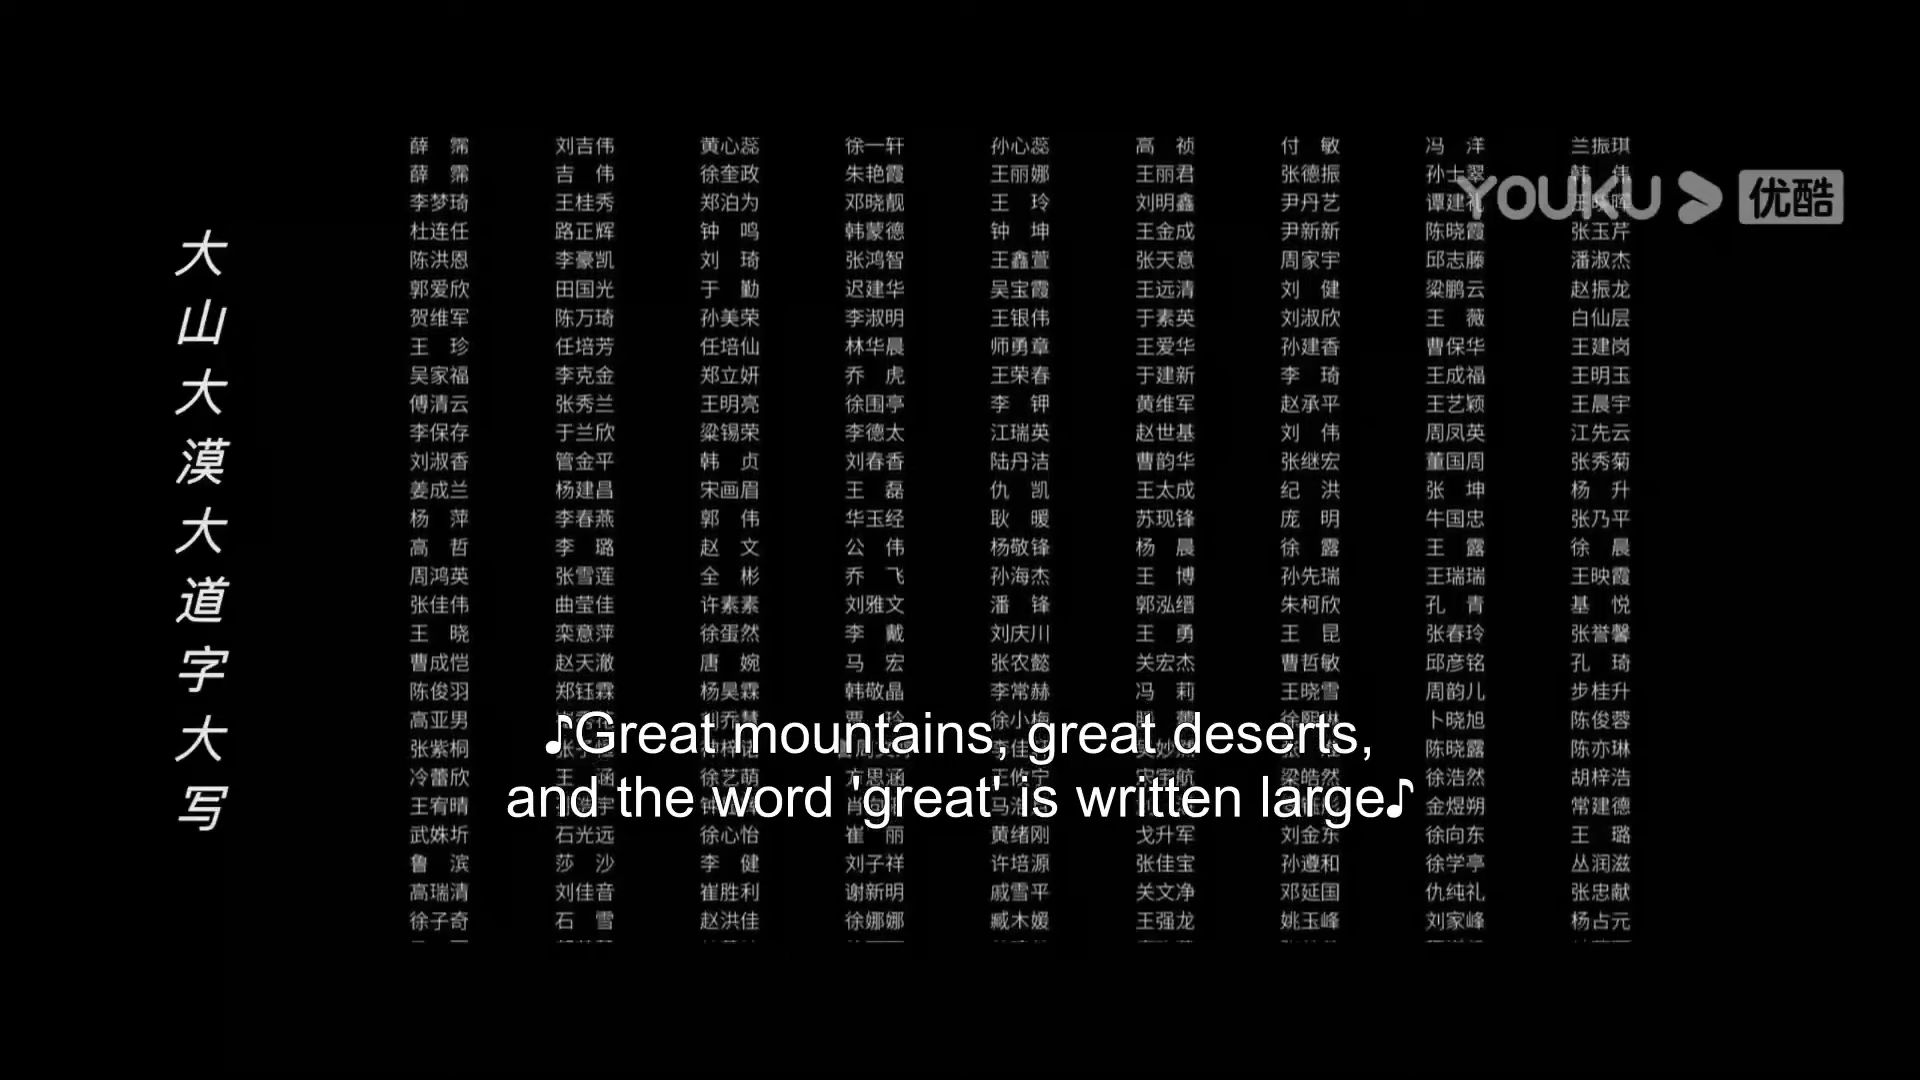 大山大漠大道字大写
薛霈 刘吉伟 黄心蕊 徐一轩 孙心蕊 高祯 付敏 冯洋 兰振琪
薛霈 吉伟 徐奎政 朱艳霞 王丽娜 王丽君 张德振 孙士翠 韩伟
YOUKU 优酷
李梦琦 王桂秀 郑泊为 邓晓靓 王玲 刘明鑫 尹丹艺
杜连任 路正辉 钟鸣 韩蒙德 钟坤 王金成 尹新新 陈晓霞 张玉芹
陈洪恩 李豪凯 刘琦 张鸿智 王鑫萱 张天意 周家宇 邱志藤 潘淑杰
郭爱欣 田国光 于勤 迟建华 吴宝霞 王远清 刘健 梁鹏云 赵振龙
贺维军 陈万琦 孙美荣 李淑明 王银伟 于素英 刘淑欣 王薇 白仙层
王珍 任培芳 任培仙 林华晨 师勇章 王爱华 孙建香 曹保华 王建岗
吴家福 李克金 郑立妍 乔虎 王荣春 于建新 李琦 王成福 王明玉
傅清云 张秀兰 王明亮 徐围亭 李钾 黄维军 赵承平 王艺颖 王晨宇
李保存 于兰欣 梁锡荣 李德太 江瑞英 赵世基 刘伟 周凤英 江先云
刘淑香 管金平 韩贞 刘春香 陆丹洁 曹韵华 张继宏 董国周 张秀菊
姜成兰 杨建昌 宋画眉 王磊 仇凯 王太成 纪洪 张坤 杨升
杨萍 李春燕 郭伟 华玉经 耿暖 苏现锋 庞明 牛国忠 张乃平
高哲 李璐 赵文 公伟 杨敬锋 杨晨 徐露 王露 徐晨
周鸿英 张雪莲 全彬 乔飞 孙海杰 王博 孙先瑞 王瑞瑞 王映霞
张佳伟 曲莹佳 许素素 刘雅文 潘锋 郭泓缙 朱柯欣 孔青 基悦
王晓 栾意萍 徐蛋然 李戴 刘庆川 王勇 王昆 张春玲 张誉馨
曹成恺 赵天澈 唐婉 马宏 张农懿 关宏杰 曹哲敏 邱彦铭 孔琦
陈俊羽 郑钰霖 杨昊霖 韩敬晶 李常赫 冯莉 王晓雪 周韵儿 步桂升
高亚男 徐小梅 卜晓旭 陈俊蓉
♪Great mountains, great deserts,
张紫桐 陈晓露 陈亦琳
冷蕾欣 王涵 徐艺萌 方思涵 梁皓然 徐浩然 胡梓浩
and the word 'great' is written large♪
王宥晴 金煜朔 常建德
武姝圻 石光远 徐心怡 崔丽 黄绪刚 戈升军 刘金东 徐向东 王璐
鲁滨 莎沙 李健 刘子祥 许培源 张佳宝 孙遵和 徐学亭 丛润滋
高瑞清 刘佳音 崔胜利 谢新明 戚雪平 关文净 邓延国 仇纯礼 张忠献
徐子奇 石雪 赵洪佳 徐娜娜 臧木媛 王强龙 姚玉峰 刘家峰 杨占元